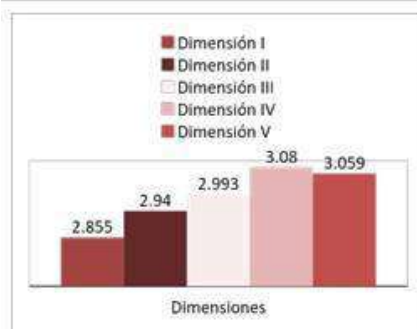 Dimensión I
Dimensión II
Dimensión III
Dimensión IV
Dimensión V
2.855
2.94
2.993
3.08
3.059
Dimensiones